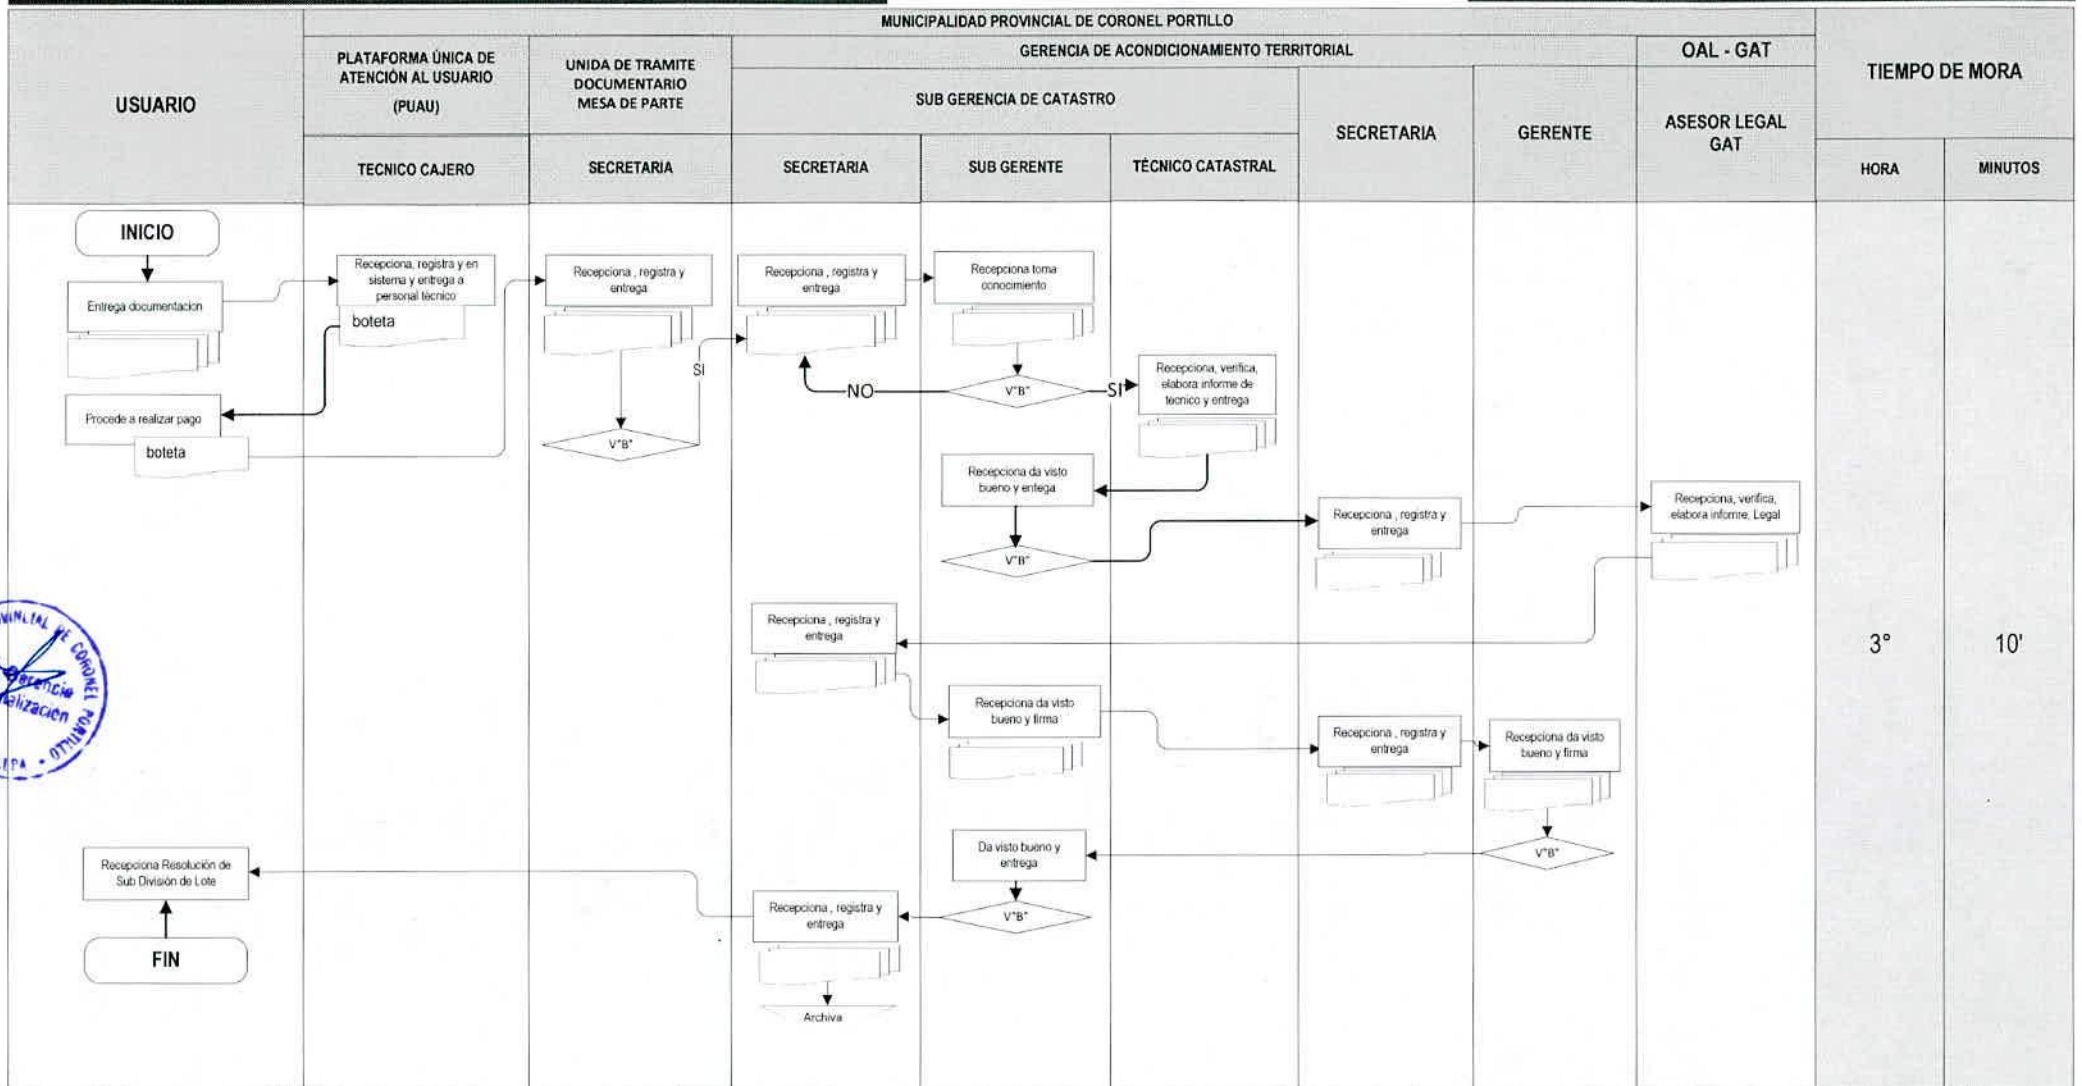 MUNICIPALIDAD PROVINCIAL DE CORONEL PORTILLO
GERENCIA DE ACONDICIONAMIENTO TERRITORIAL
OAL - GAT
TIEMPO DE MORA
USUARIO
PLATAFORMA ÚNICA DE
ATENCIÓN AL USUARIO
(PUAU)
UNIDA DE TRAMITE
DOCUMENTARIO
MESA DE PARTE
SUB GERENCIA DE CATASTRO
SECRETARIA
GERENTE
ASESOR LEGAL
GAT
TECNICO CAJERO
SECRETARIA
SECRETARIA
SUB GERENTE
TÉCNICO CATASTRAL
HORA
MINUTOS
INICIO
Entrega documentacion
Recepciona, registra y en
sistema y entrega a
personal técnico
boteta
Recepciona , registra y
entrega
Recepciona , registra y
entrega
Recepciona toma
conocimiento
SI
NO
V"B"
SI
Recepciona, verifica,
elabora informe de
tecnico y entrega
Procede a realizar pago
boteta
V"B"
Recepciona da visto
bueno y entega
V"B"
Recepciona , registra y
entrega
Recepciona, verifica,
elabora infomre, Legal
Recepciona , registra y
entrega
3°
10'
Recepciona da visto
bueno y firma
Recepciona , registra y
entrega
Recepciona da visto
bueno y firma
V"B"
Da visto bueno y
entrega
V"B"
Recepciona Resolución de
Sub División de Lote
Recepciona , registra y
entrega
FIN
Archiva
DE CORONEL PORTILLO